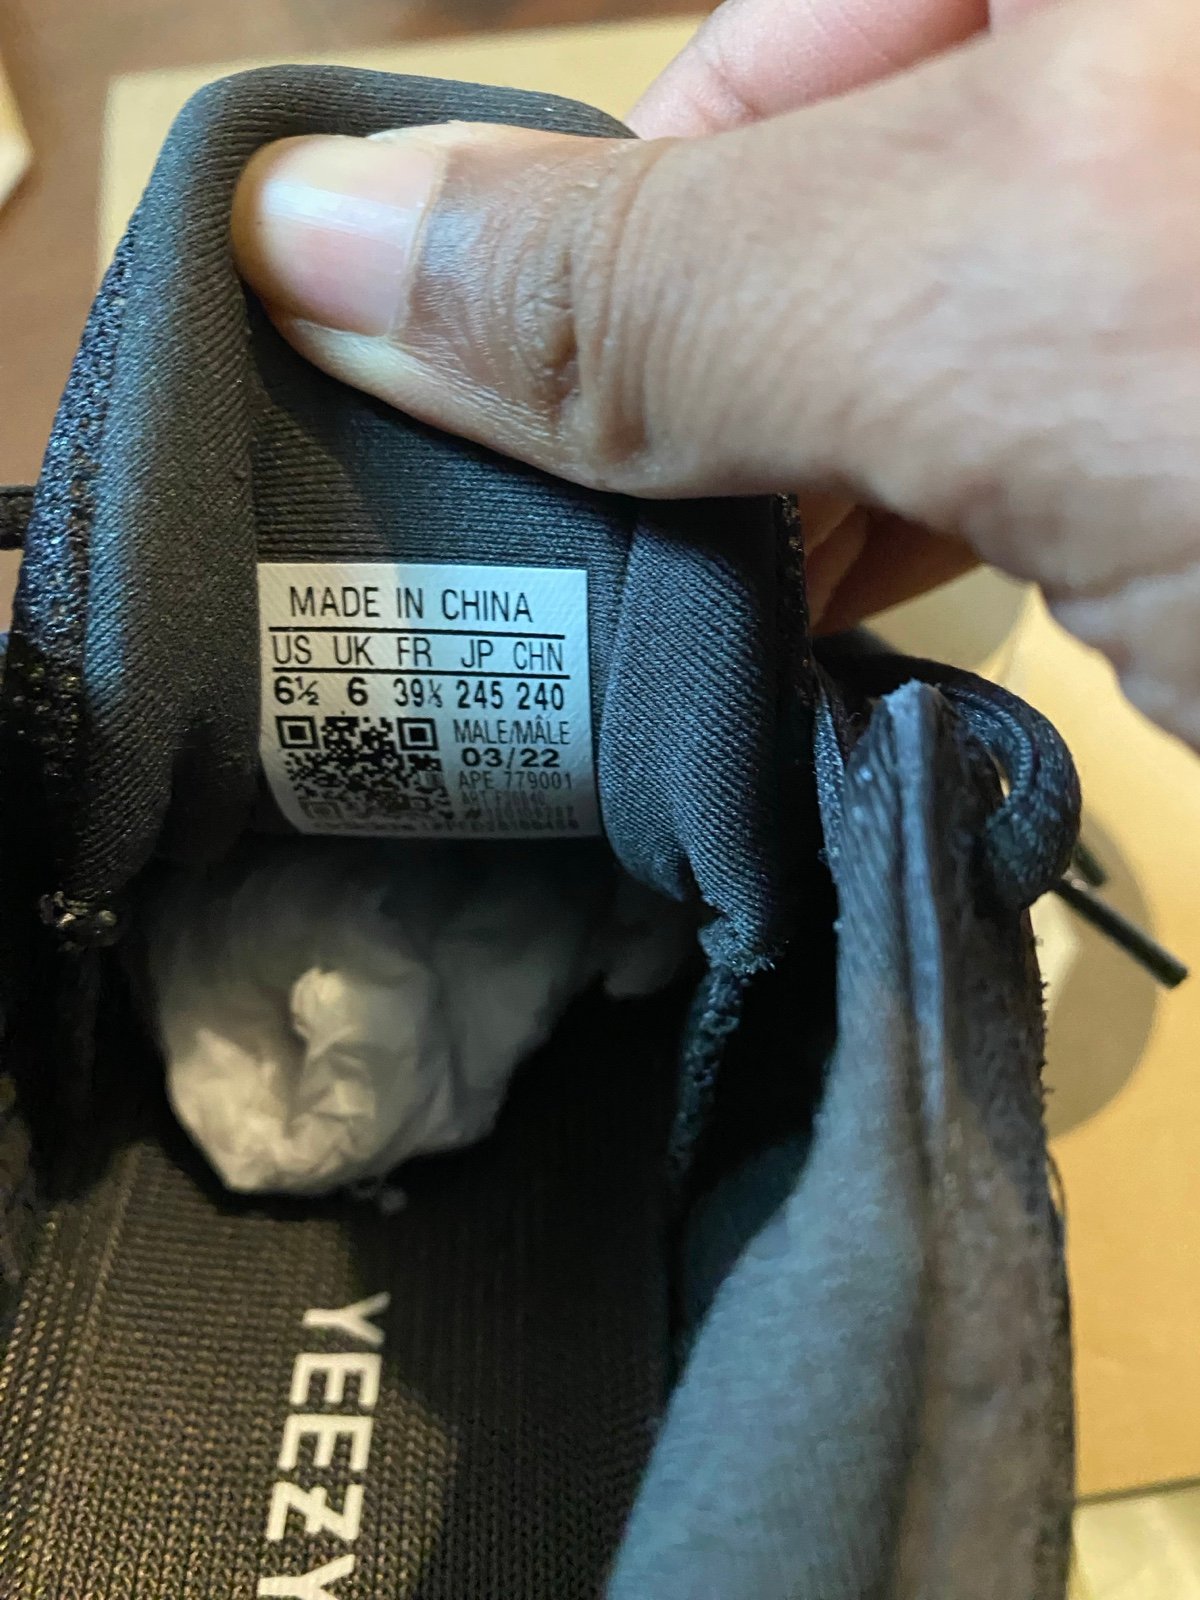 MADE IN CHINA
US UK FR JP CHN
6½ 6 39⅓ 245 240
MALE/MÂLE
03/22
APE 779001
YEEZY